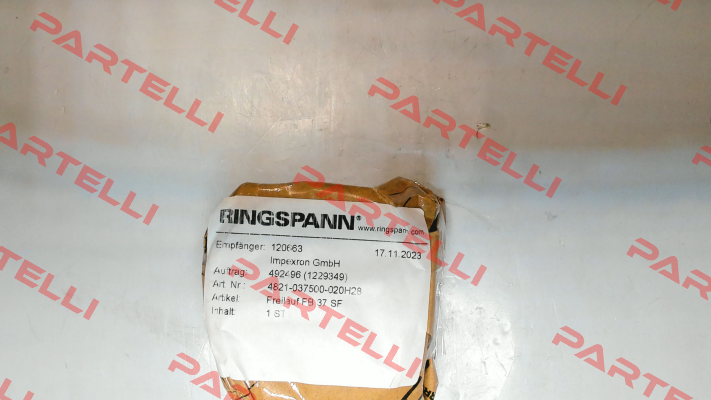 PARTELLI
PARTELLI
PARTELLI
PARTELLI
PARTELLI
PARTELLI
PARTELLI
PARTELLI
RINGSPANN®
www.ringspann.com
Empfänger: 120663 17.11.2023
Impexron GmbH
Auftrag: 492496 (1229349)
Art. Nr.: 4821-037500-020H28
Artikel: Freilauf FB 37 SF
Inhalt: 1 ST